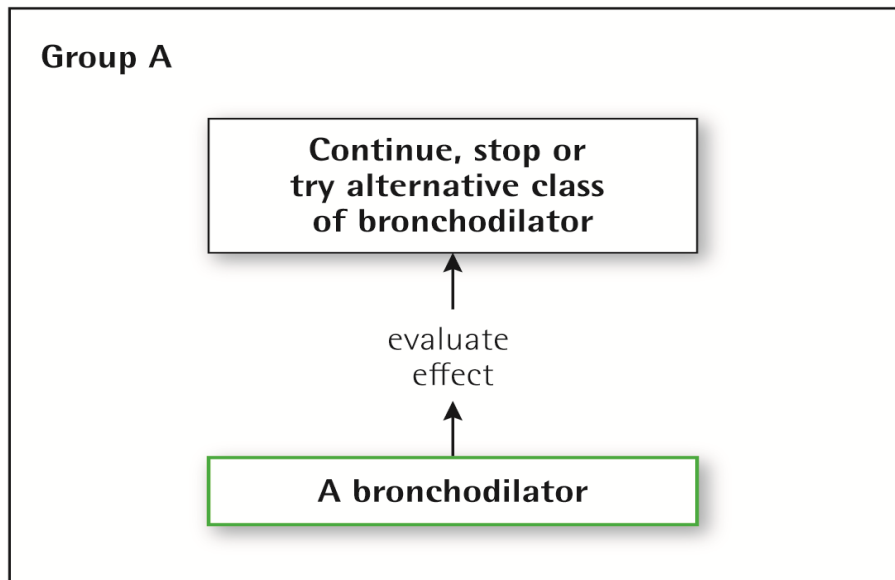 Group A
Continue, stop or
try alternative class
of bronchodilator
evaluate
effect
A bronchodilator